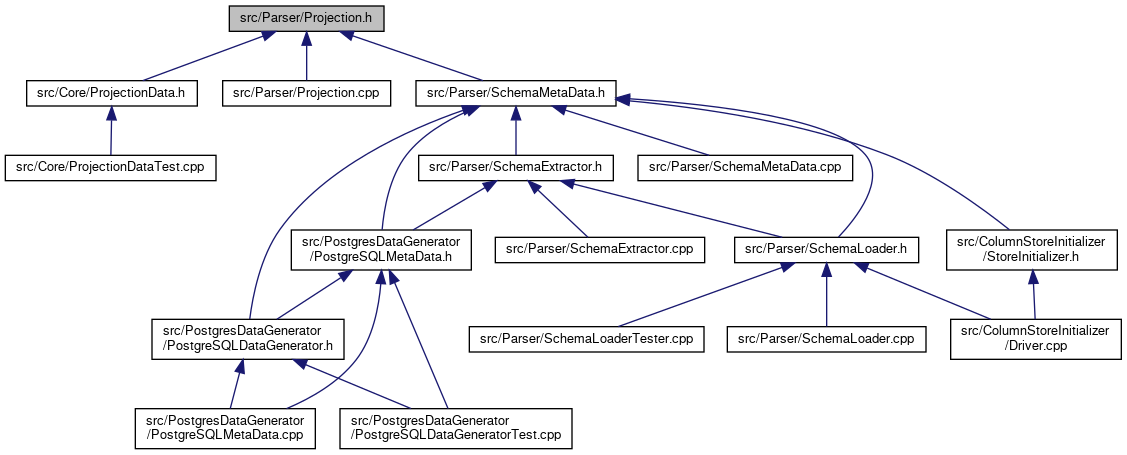 src/Parser/Projection.h
src/Core/ProjectionData.h
src/Parser/Projection.cpp
src/Parser/SchemaMetaData.h
src/Core/ProjectionDataTest.cpp
src/Parser/SchemaExtractor.h
src/Parser/SchemaMetaData.cpp
src/PostgresDataGenerator
/PostgreSQLMetaData.h
src/Parser/SchemaExtractor.cpp
src/Parser/SchemaLoader.h
src/ColumnStoreInitializer
/StoreInitializer.h
src/PostgresDataGenerator
/PostgreSQLDataGenerator.h
src/Parser/SchemaLoaderTester.cpp
src/Parser/SchemaLoader.cpp
src/ColumnStoreInitializer
/Driver.cpp
src/PostgresDataGenerator
/PostgreSQLMetaData.cpp
src/PostgresDataGenerator
/PostgreSQLDataGeneratorTest.cpp